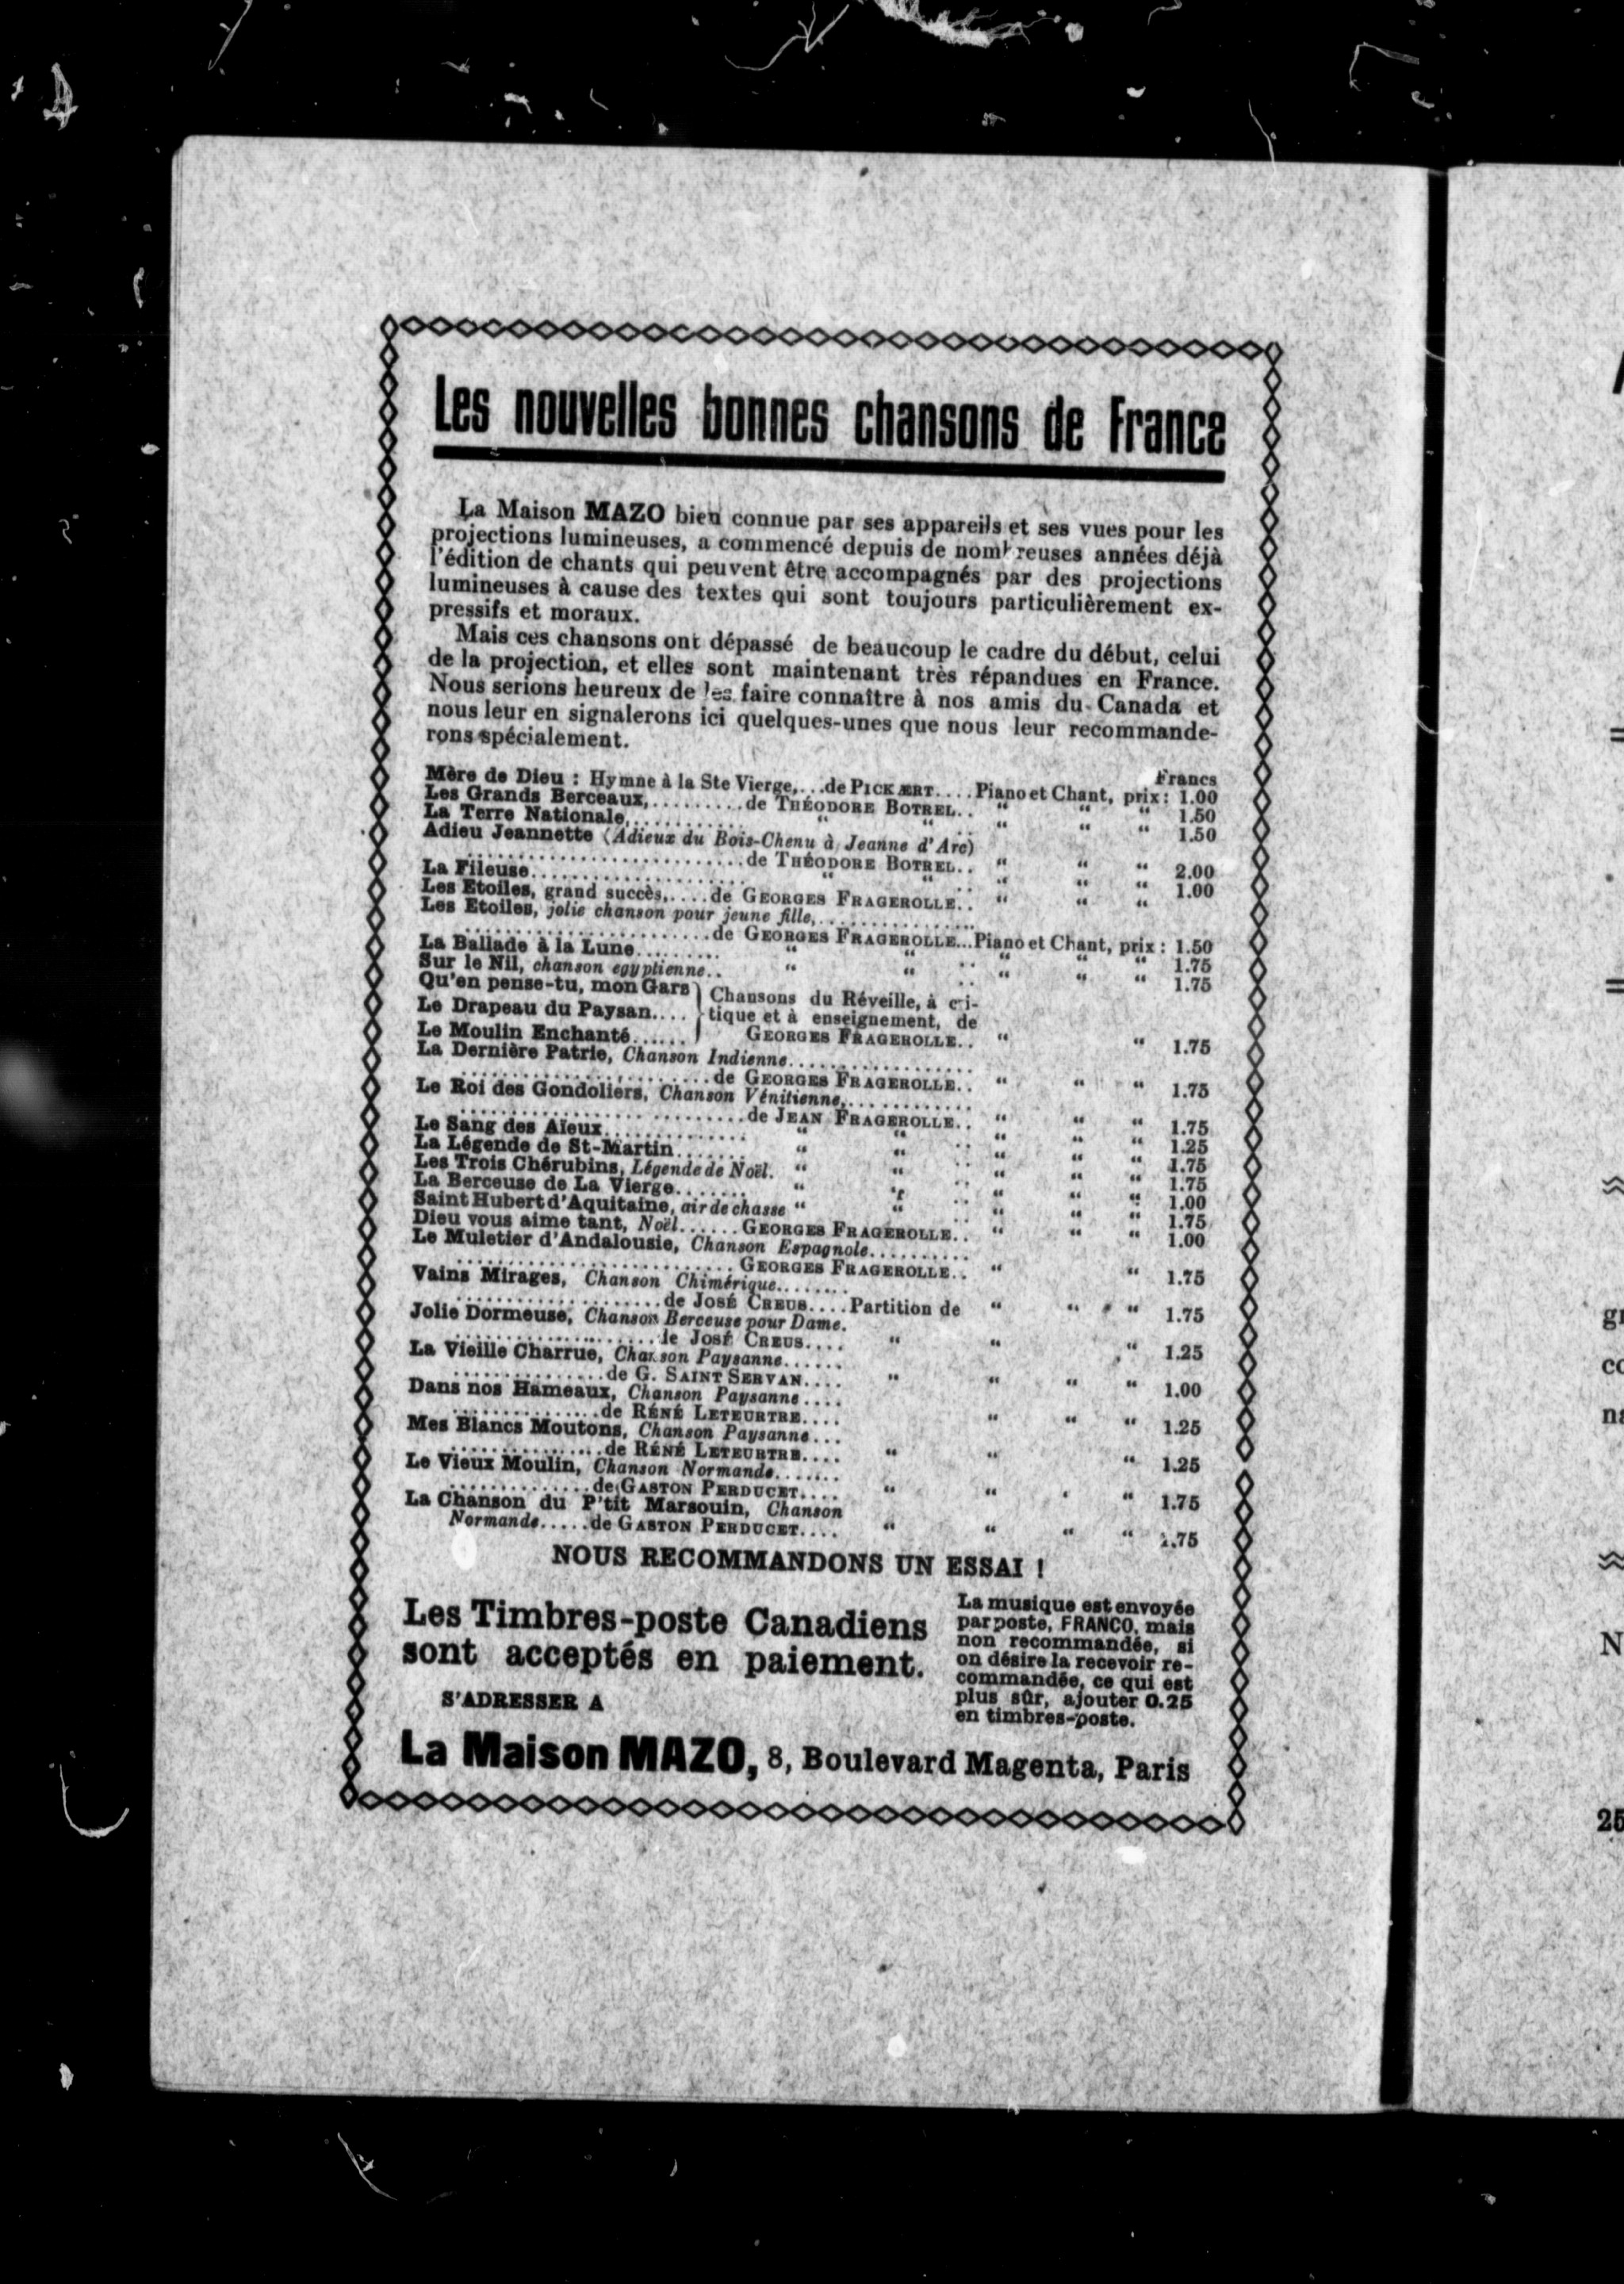 Les nouvelles bonnes chansons de France
La Maison MAZO bien connue par ses appareils et ses vues pour les
projections lumineuses, a commencé depuis de nombreuses années déjà
l'édition de chants qui peuvent être accompagnés par des projections
lumineuses à cause des textes qui sont toujours particulièrement ex-
pressifs et moraux.
Mais ces chansons ont dépassé de beaucoup le cadre du début, celui
de la projection, et elles sont maintenant très répandues en France.
Nous serions heureux de les faire connaître à nos amis du Canada et
nous leur en signalerons ici quelques-unes que nous leur recommande-
rons spécialement.
Francs
Mère de Dieu : Hymne à la Ste Vierge,...de PICKÆRT....Piano et Chant, prix: 1.00
Les Grands Berceaux,.........de THÉODORE BOTREL.. " " " 1.50
La Terre Nationale,............ " " .. " " " 1.50
Adieu Jeannette (Adieux du Bois-Chenu à Jeanne d'Arc)
...........................de THÉODORE BOTREL.. " " " 2.00
La Fileuse..................... " " .. " " " 1.00
Les Etoiles, grand succès,....de GEORGES FRAGEROLLE.. " " "
Les Etoiles, jolie chanson pour jeune fille,...............
........................de GEORGES FRAGEROLLE...Piano et Chant, prix : 1.50
La Ballade à la Lune......... " " .. " " " 1.75
Sur le Nil, chanson egyptienne.. " " .. " " " 1.75
Qu'en pense-tu, mon Gars } Chansons du Réveille, à cri-
Le Drapeau du Paysan.... } tique et à enseignement, de
Le Moulin Enchanté...... } GEORGES FRAGEROLLE.. " " 1.75
La Dernière Patrie, Chanson Indienne..................
........................de GEORGES FRAGEROLLE.. " " " 1.75
Le Roi des Gondoliers, Chanson Vénitienne,............
...........................de JEAN FRAGEROLLE.. " " " 1.75
Le Sang des Aïeux.............. " " .. " " " 1.25
La Légende de St-Martin....... " " .. " " " 1.75
Les Trois Chérubins, Légende de Noël. " " .. " " " 1.75
La Berceuse de La Vierge....... " " .. " " " 1.00
Saint Hubert d'Aquitaine, air de chasse " " .. " " " 1.75
Dieu vous aime tant, Noël......GEORGES FRAGEROLLE.. " " " 1.00
Le Muletier d'Andalousie, Chanson Espagnole..........
...........................GEORGES FRAGEROLLE.. " " 1.75
Vains Mirages, Chanson Chimérique........
....................de JOSÉ CREUS....Partition de " " " 1.75
Jolie Dormeuse, Chanson Berceuse pour Dame.
....................de JOSÉ CREUS.... " " " 1.25
La Vieille Charrue, Chanson Paysanne......
...............de G. SAINT SERVAN.... " " " " 1.00
Dans nos Hameaux, Chanson Paysanne....
...............de RÉNÉ LETEURTRE.... " " " 1.25
Mes Blancs Moutons, Chanson Paysanne...
................de RÉNÉ LETEURTRE.... " " " 1.25
Le Vieux Moulin, Chanson Normande.......
..............de GASTON PERDUCET.... " " " 1.75
La Chanson du P'tit Marsouin, Chanson
Normande.....de GASTON PERDUCET.... " " " " 1.75
NOUS RECOMMANDONS UN ESSAI !
Les Timbres-poste Canadiens
sont acceptés en paiement.
La musique est envoyée
par poste, FRANCO, mais
non recommandée, si
on désire la recevoir re-
commandée, ce qui est
plus sûr, ajouter 0.25
en timbres-poste.
S'ADRESSER A
La Maison MAZO, 8, Boulevard Magenta, Paris